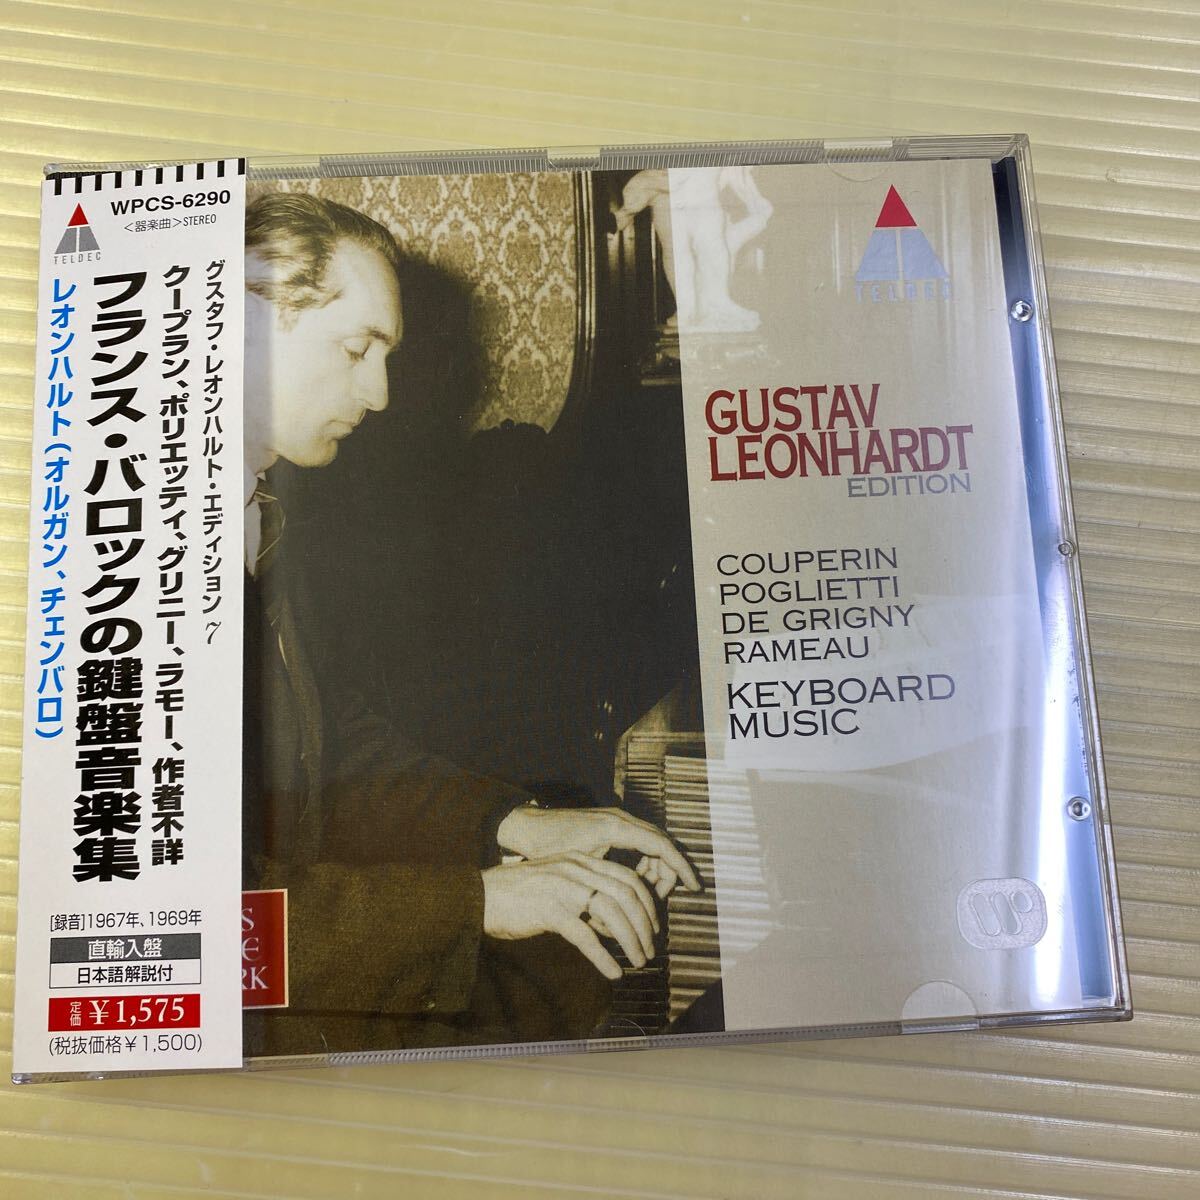 WPCS-6290
<器楽曲>STEREO
TELDEC
グスタフ・レオンハルト・エディション 7
クープラン、ポリエッティ、グリニー、ラモー、作者不詳
フランス・バロックの鍵盤音楽集
レオンハルト(オルガン、チェンバロ)
[録音]1967年、1969年
直輸入盤
日本語解説付
定価 ¥1,575
(税抜価格¥1,500)
TELDEC
GUSTAV
LEONHARDT
EDITION
COUPERIN
POGLIETTI
DE GRIGNY
RAMEAU
KEYBOARD
MUSIC